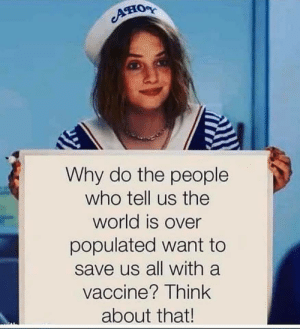 AHOY
Why do the people
who tell us the
world is over
populated want to
save us all with a
vaccine? Think
about that!